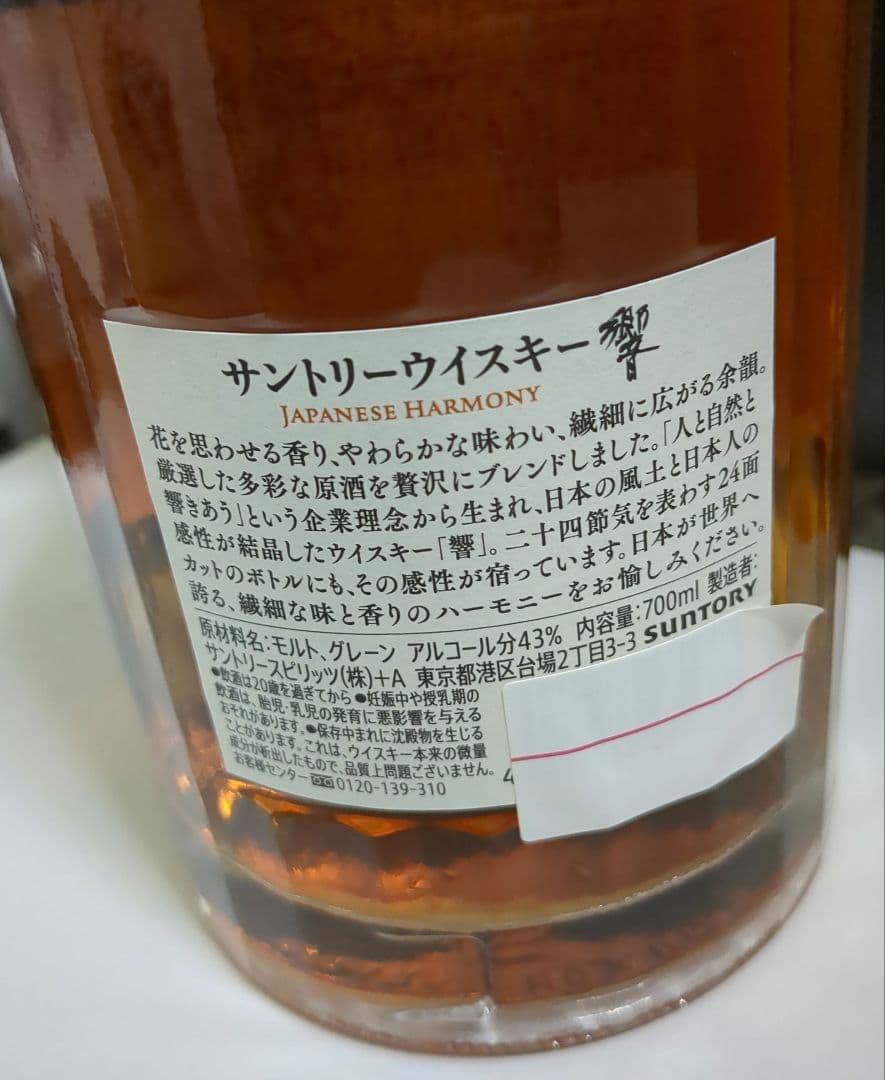 サントリーウイスキー 響
JAPANESE HARMONY
花を思わせる香り、やわらかな味わい、繊細に広がる余韻。
厳選した多彩な原酒を贅沢にブレンドしました。「人と自然と
響きあう」という企業理念から生まれ、日本の風土と日本人の
感性が結晶したウイスキー「響」。二十四節気を表わす24面
カットのボトルにも、その感性が宿っています。日本が世界へ
誇る、繊細な味と香りのハーモニーをお愉しみください。
原材料名:モルト、グレーン アルコール分43% 内容量:700ml 製造者:
サントリースピリッツ(株)+A 東京都港区台場2丁目3-3 SUNTORY
●飲酒は20歳を過ぎてから●妊娠中や授乳期の
飲酒は、胎児・乳児の発育に悪影響を与える
おそれがあります。●保存中まれに沈殿物を生じる
ことがあります。これは、ウイスキー本来の微量
成分が析出したもので、品質上問題ございません。
お客様センター 0120-139-310
4